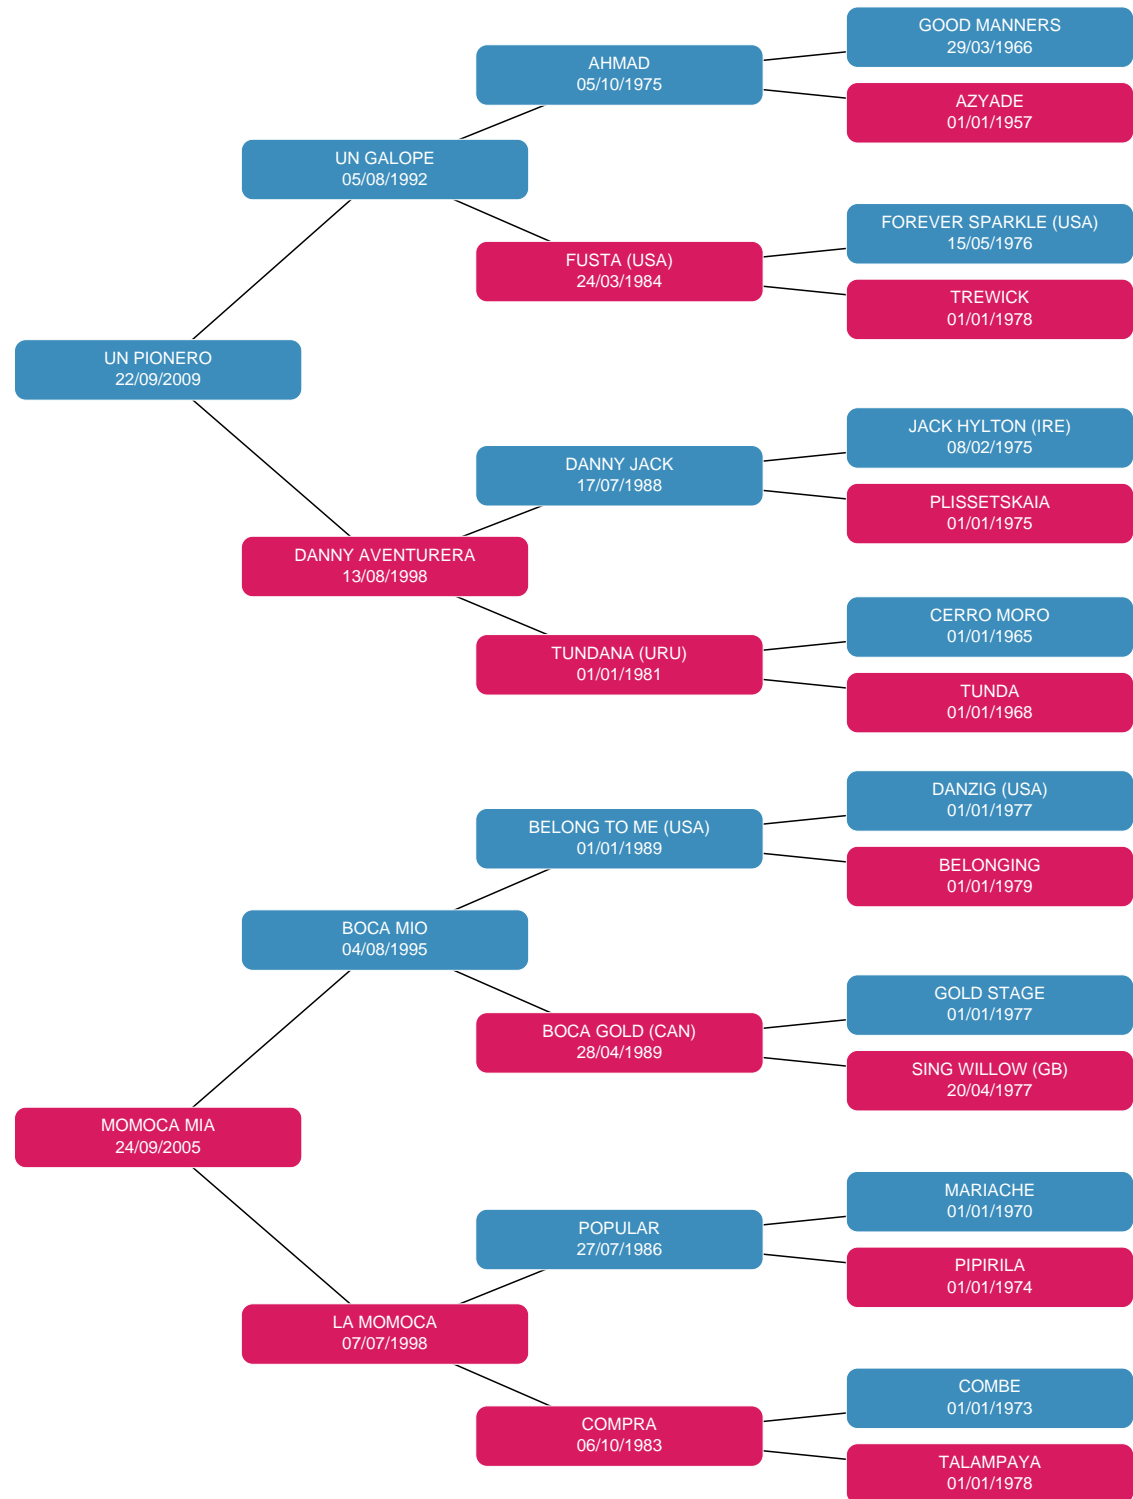 GOOD MANNERS
29/03/1966
AHMAD
05/10/1975
AZYADE
01/01/1957
UN GALOPE
05/08/1992
FOREVER SPARKLE (USA)
15/05/1976
FUSTA (USA)
24/03/1984
TREWICK
01/01/1978
UN PIONERO
22/09/2009
JACK HYLTON (IRE)
08/02/1975
DANNY JACK
17/07/1988
PLISSETSKAIA
01/01/1975
DANNY AVENTURERA
13/08/1998
CERRO MORO
01/01/1965
TUNDANA (URU)
01/01/1981
TUNDA
01/01/1968
DANZIG (USA)
01/01/1977
BELONG TO ME (USA)
01/01/1989
BELONGING
01/01/1979
BOCA MIO
04/08/1995
GOLD STAGE
01/01/1977
BOCA GOLD (CAN)
28/04/1989
SING WILLOW (GB)
20/04/1977
MOMOCA MIA
24/09/2005
MARIACHE
01/01/1970
POPULAR
27/07/1986
PIPIRILA
01/01/1974
LA MOMOCA
07/07/1998
COMBE
01/01/1973
COMPRA
06/10/1983
TALAMPAYA
01/01/1978